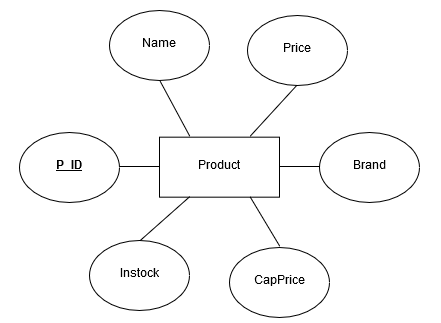 Name
Price
P_ID
Product
Brand
Instock
CapPrice